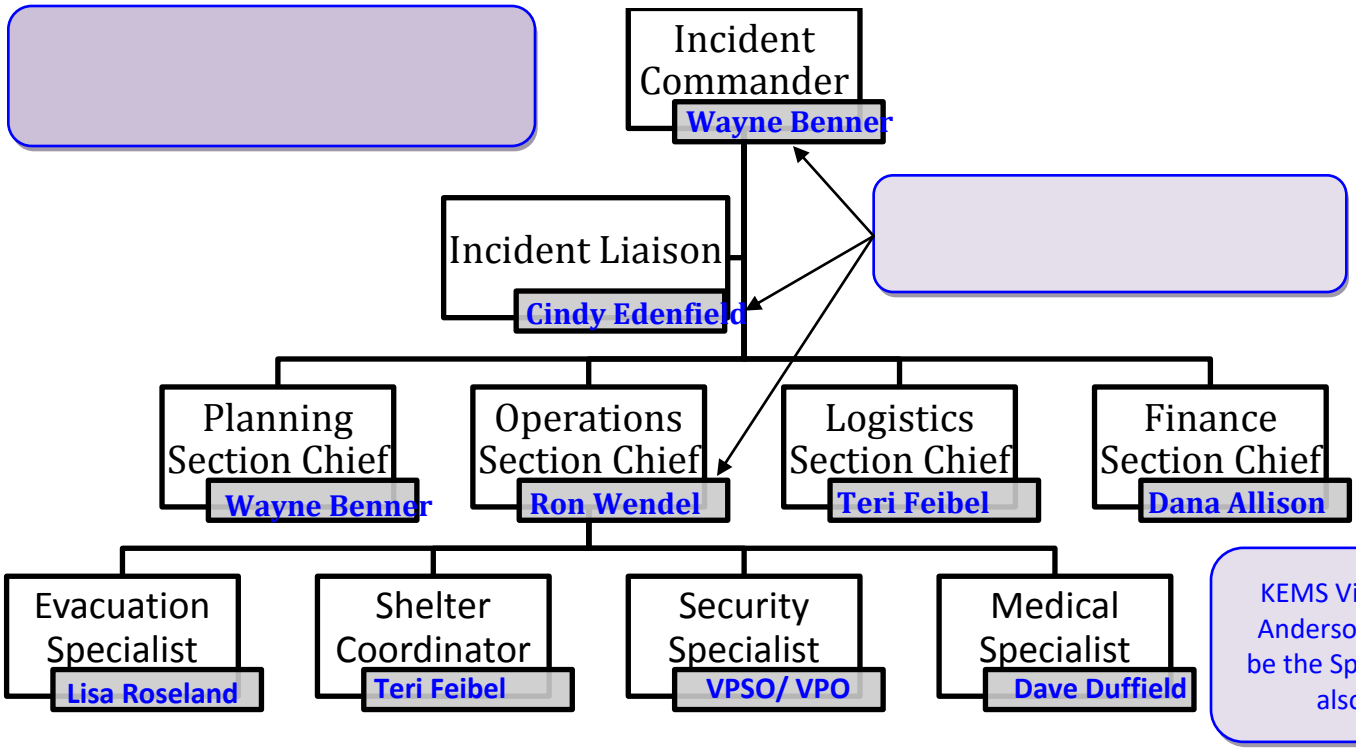 Incident
Commander
Wayne Benner
Incident Liaison
Cindy Edenfield
Planning
Section Chief
Wayne Benner
Operations
Section Chief
Ron Wendel
Logistics
Section Chief
Teri Feibel
Finance
Section Chief
Dana Allison
Evacuation
Specialist
Lisa Roseland
Shelter
Coordinator
Teri Feibel
Security
Specialist
VPSO/ VPO
Medical
Specialist
Dave Duffield
KEMS
be the